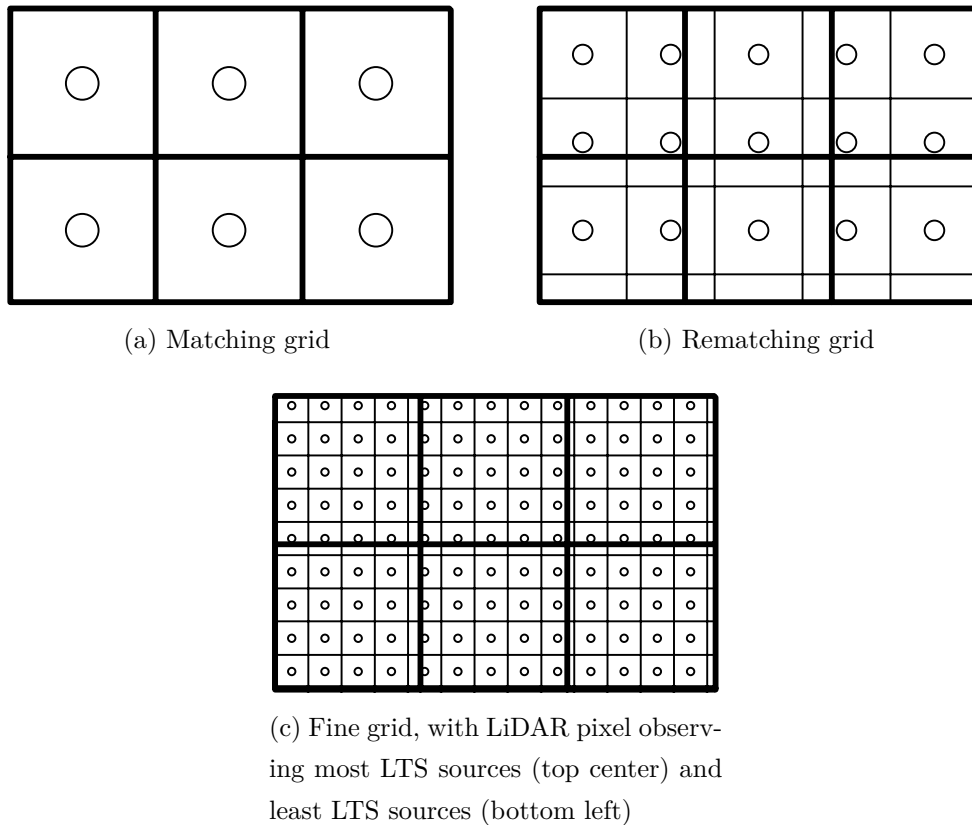 (a) Matching grid
(b) Rematching grid
(c) Fine grid, with LiDAR pixel observ-
ing most LTS sources (top center) and
least LTS sources (bottom left)